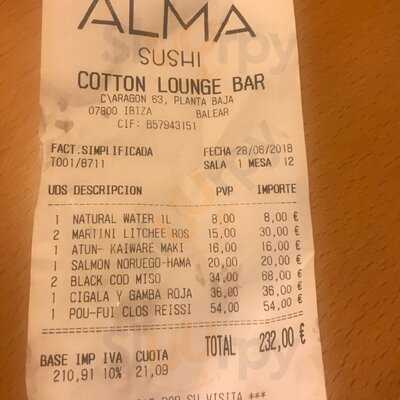 ALMA
SUSHI
COTTON LOUNGE BAR
C\ARAGON 63, PLANTA BAJA
07800 IBIZA BALEAR
CIF: B57943151
FACT.SIMPLIFICADA FECHA 28/06/2018
T001/8711 SALA 1 MESA 12
UDS DESCRIPCION PVP IMPORTE
1 NATURAL WATER 1L 8,00 8,00 €
2 MARTINI LITCHEE ROS 15,00 30,00 €
1 ATUN- KAIWARE MAKI 16,00 16,00 €
1 SALMON NORUEGO-HAMA 20,00 20,00 €
2 BLACK COD MISO 34,00 68,00 €
1 CIGALA Y GAMBA ROJA 36,00 36,00 €
1 POU-FUI CLOS REISSI 54,00 54,00 €
TOTAL 232,00 €
BASE IMP IVA CUOTA
210,91 10% 21,09
POR SU VISITA ***